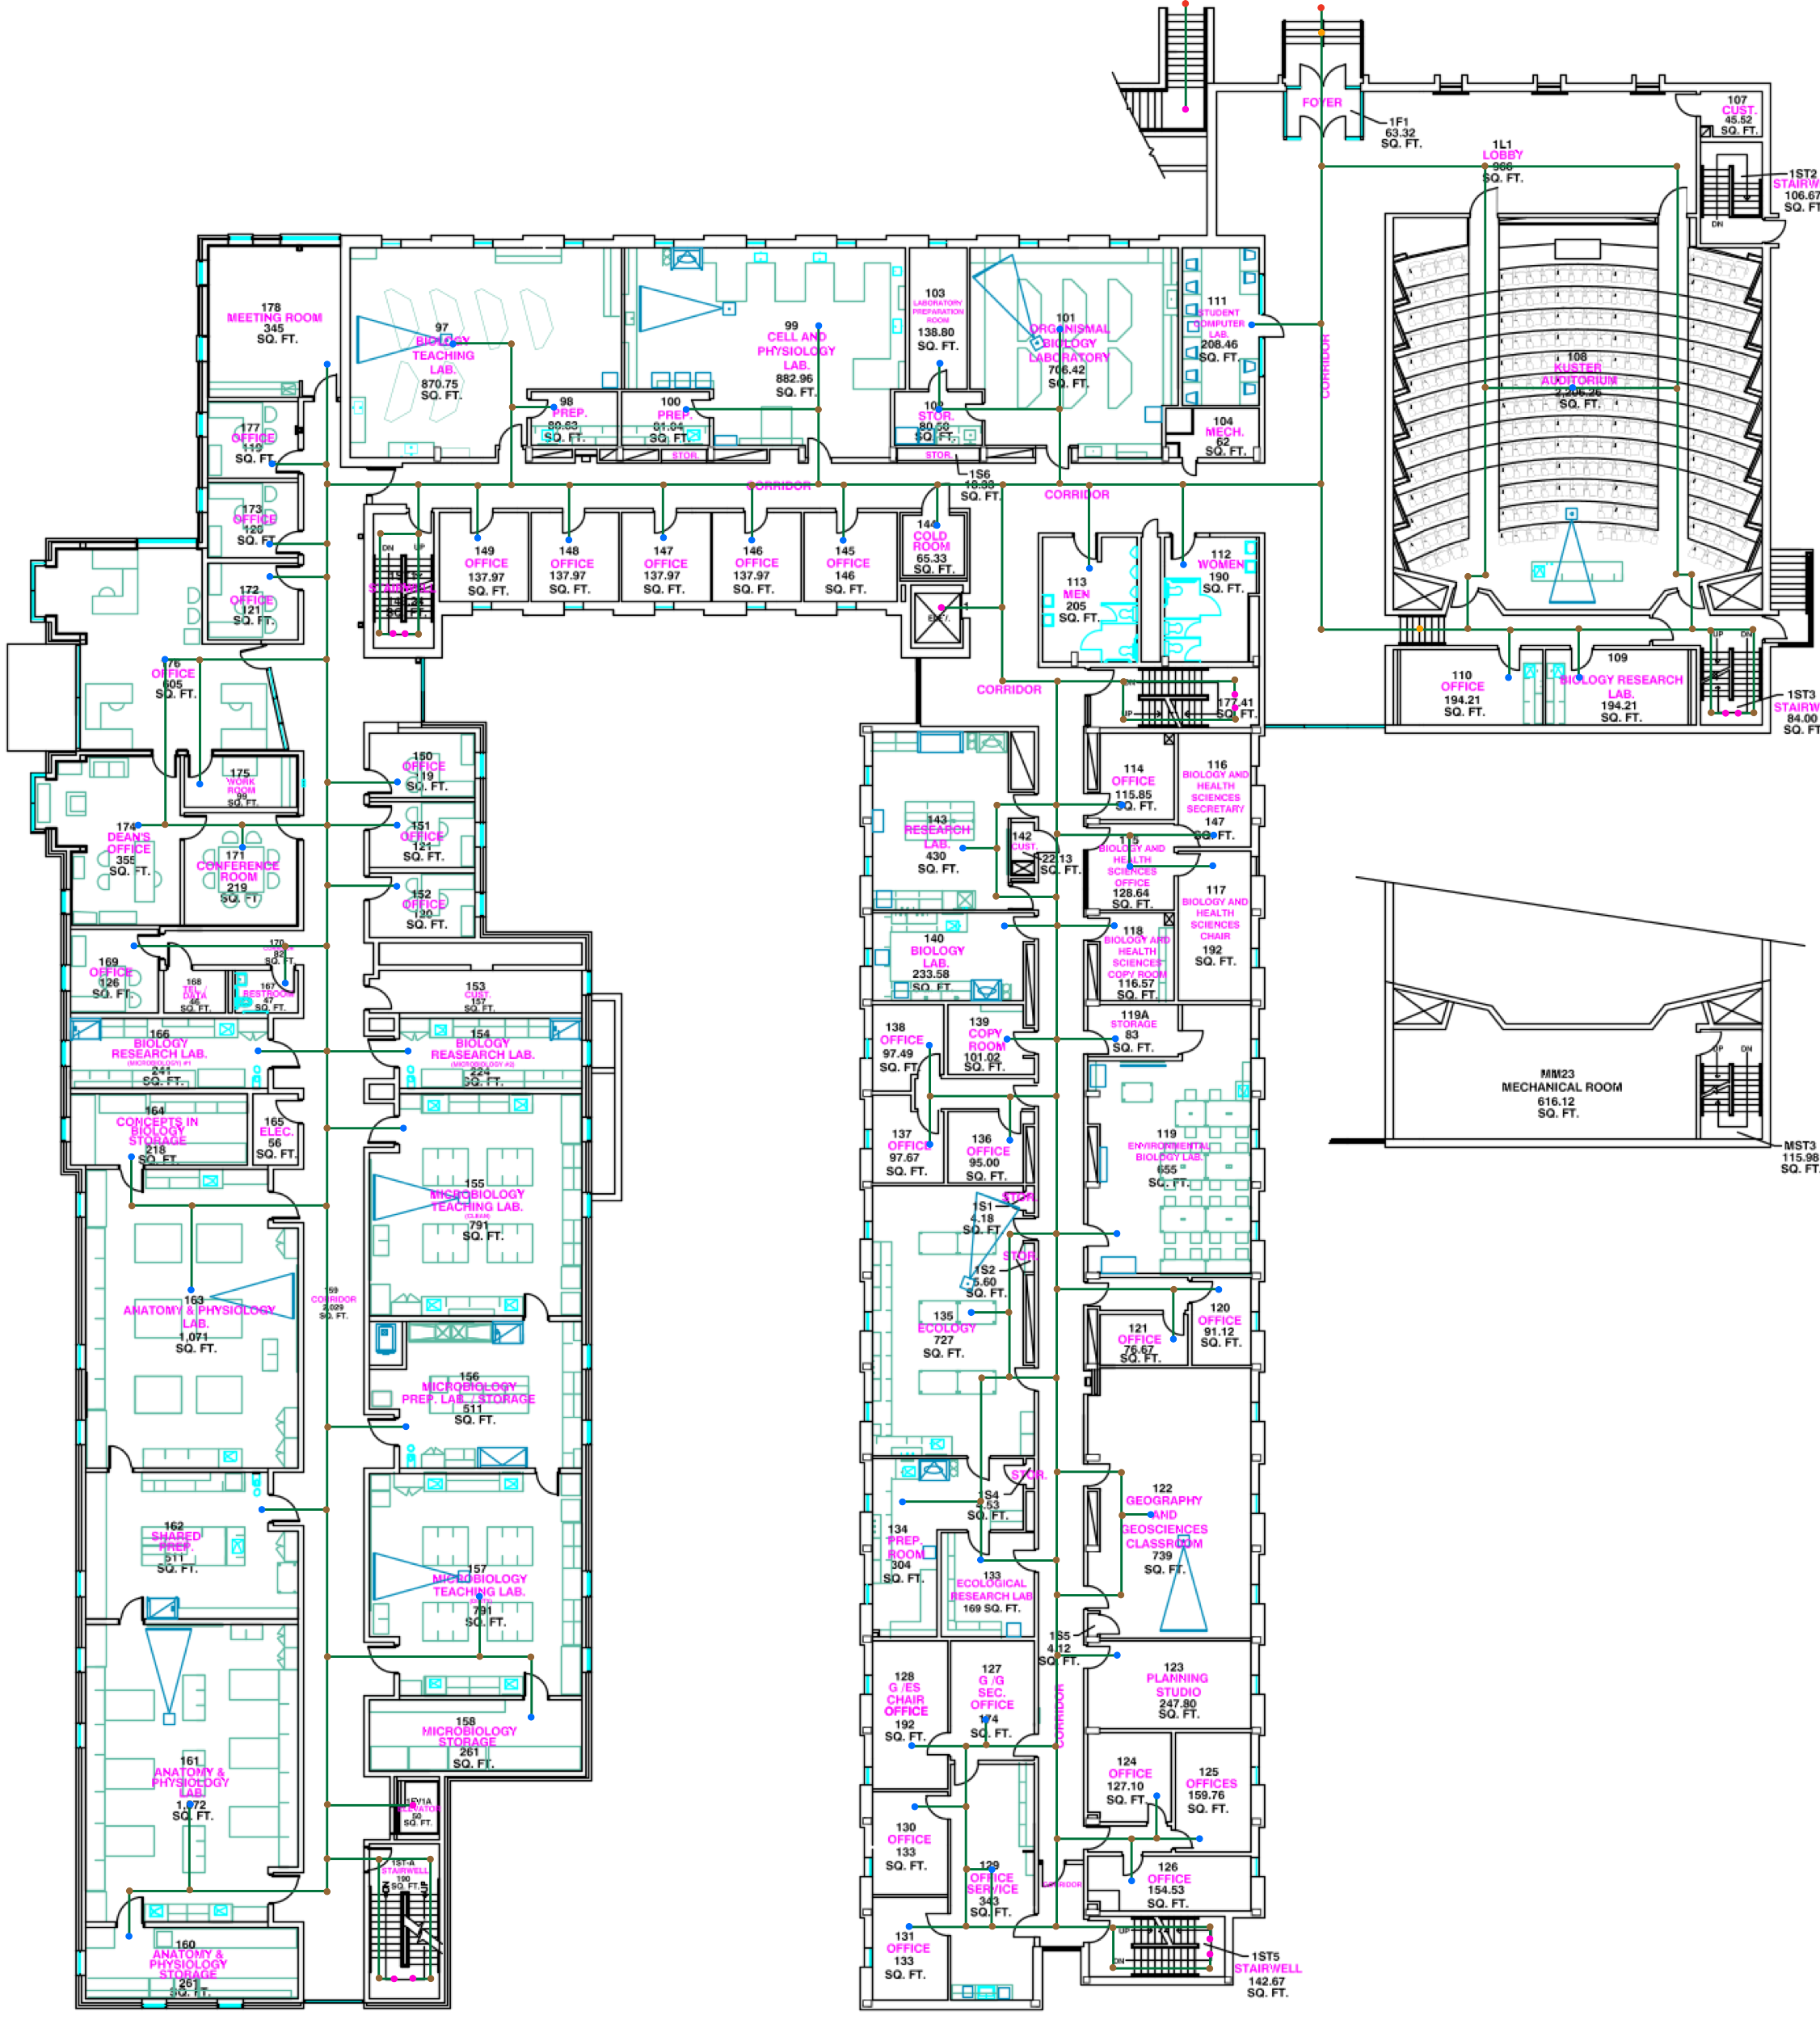 FOYER
1F1
63.32
SQ. FT.
107
CUST.
45.52
SQ. FT.
1L1
LOBBY
966
SQ. FT.
1ST2
STAIRW
106.67
SQ. FT
DN
178
MEETING ROOM
345
SQ. FT.
97
BIOLOGY
TEACHING
LAB.
870.75
SQ. FT.
99
CELL AND
PHYSIOLOGY
LAB.
882.96
SQ. FT.
103
LABORATORY
PREPARATION
ROOM
138.80
SQ. FT.
101
ORGANISMAL
BIOLOGY
LABORATORY
706.42
SQ. FT.
111
STUDENT
COMPUTER
LAB.
208.46
SQ. FT.
CORRIDOR
108
KUSTER
AUDITORIUM
2,206.26
SQ. FT.
98
PREP.
80.63
SQ. FT.
100
PREP.
81.04
SQ. FT.
STOR.
102
STOR.
80.50
SQ. FT.
STOR.
104
MECH.
62
SQ. FT.
1S6
SQ. FT.
CORRIDOR
CORRIDOR
177
OFFICE
119
SQ. FT.
173
OFFICE
120
SQ. FT.
172
OFFICE
121
SQ. FT.
DN
UP
149
OFFICE
137.97
SQ. FT.
148
OFFICE
137.97
SQ. FT.
147
OFFICE
137.97
SQ. FT.
146
OFFICE
137.97
SQ. FT.
145
OFFICE
146
SQ. FT.
144
COLD
ROOM
65.33
SQ. FT.
113
MEN
205
SQ. FT.
112
WOMEN
190
SQ. FT.
176
OFFICE
605
SQ. FT.
CORRIDOR
UP
177.41
SQ. FT.
110
OFFICE
194.21
SQ. FT.
109
BIOLOGY RESEARCH
LAB.
194.21
SQ. FT.
UP
DN
1ST3
STAIRW
84.00
SQ. FT
150
OFFICE
119
SQ. FT.
175
WORK
ROOM
99
SQ. FT.
174
DEAN'S
OFFICE
355
SQ. FT.
171
CONFERENCE
ROOM
219
SQ. FT.
151
OFFICE
121
SQ. FT.
152
OFFICE
120
SQ. FT.
143
RESEARCH
LAB.
430
SQ. FT.
142
CUST.
22.13
SQ. FT.
114
OFFICE
115.85
SQ. FT.
116
BIOLOGY AND
HEALTH
SCIENCES
SECRETARY
147
SQ. FT.
115
BIOLOGY AND
HEALTH
SCIENCES
OFFICE
128.64
SQ. FT.
117
BIOLOGY AND
HEALTH
SCIENCES
CHAIR
192
SQ. FT.
118
BIOLOGY AND
HEALTH
SCIENCES
COPY ROOM
116.57
SQ. FT.
140
BIOLOGY
LAB.
233.58
SQ. FT.
169
OFFICE
126
SQ. FT.
170
82
SQ. FT.
168
TEL./
DATA
46
SQ. FT.
167
RESTROOM
47
SQ. FT.
153
CUST.
157
SQ. FT.
166
BIOLOGY
RESEARCH LAB.
(MICROBIOLOGY) #1
241
SQ. FT.
154
BIOLOGY
REASEARCH LAB.
(MICROBIOLOGY #2)
224
SQ. FT.
138
OFFICE
97.49
SQ. FT.
139
COPY
ROOM
101.02
SQ. FT.
119A
STORAGE
83
SQ. FT.
UP
DN
MM23
MECHANICAL ROOM
616.12
SQ. FT.
MST3
115.98
SQ. FT.
164
CONCEPTS IN
BIOLOGY
STORAGE
218
SQ. FT.
165
ELEC.
56
SQ. FT.
137
OFFICE
97.67
SQ. FT.
136
OFFICE
95.00
SQ. FT.
119
ENVIRONMENTAL
BIOLOGY LAB.
655
SQ. FT.
155
MICROBIOLOGY
TEACHING LAB.
(CLEAN)
791
SQ. FT.
STOR.
1S1
4.18
SQ. FT
STOR.
1S2
5.60
SQ. FT.
163
ANATOMY & PHYSIOLOGY
LAB.
1,071
SQ. FT.
159
CORRIDOR
2,029
SQ. FT.
135
ECOLOGY
727
SQ. FT.
121
OFFICE
76.67
SQ. FT.
120
OFFICE
91.12
SQ. FT.
156
MICROBIOLOGY
PREP. LAB. / STORAGE
511
SQ. FT.
STOR.
1S4
SQ. FT.
122
GEOGRAPHY
AND
GEOSCIENCES
CLASSROOM
739
SQ. FT.
162
SHARED
PREP.
511
SQ. FT.
134
PREP.
ROOM
304
SQ. FT.
157
MICROBIOLOGY
TEACHING LAB.
791
SQ. FT.
133
ECOLOGICAL
RESEARCH LAB
169 SQ. FT.
1S5
4.12
SQ. FT.
128
G /ES
CHAIR
OFFICE
192
SQ. FT.
127
G /G
SEC.
OFFICE
174
SQ. FT.
CORRIDOR
123
PLANNING
STUDIO
247.80
SQ. FT.
158
MICROBIOLOGY
STORAGE
261
SQ. FT.
161
ANATOMY &
PHYSIOLOGY
LAB.
1,072
SQ. FT.
1EV1A
ELEVATOR
50
SQ. FT.
124
OFFICE
127.10
SQ. FT.
125
OFFICES
159.76
SQ. FT.
130
OFFICE
133
SQ. FT.
129
OFFICE
SERVICE
343
SQ. FT.
CORRIDOR
126
OFFICE
154.53
SQ. FT.
1ST-A
STAIRWELL
190
SQ. FT.
DN
UP
160
ANATOMY &
PHYSIOLOGY
STORAGE
261
SQ. FT.
131
OFFICE
133
SQ. FT.
UP
DN
1ST5
STAIRWELL
142.67
SQ. FT.